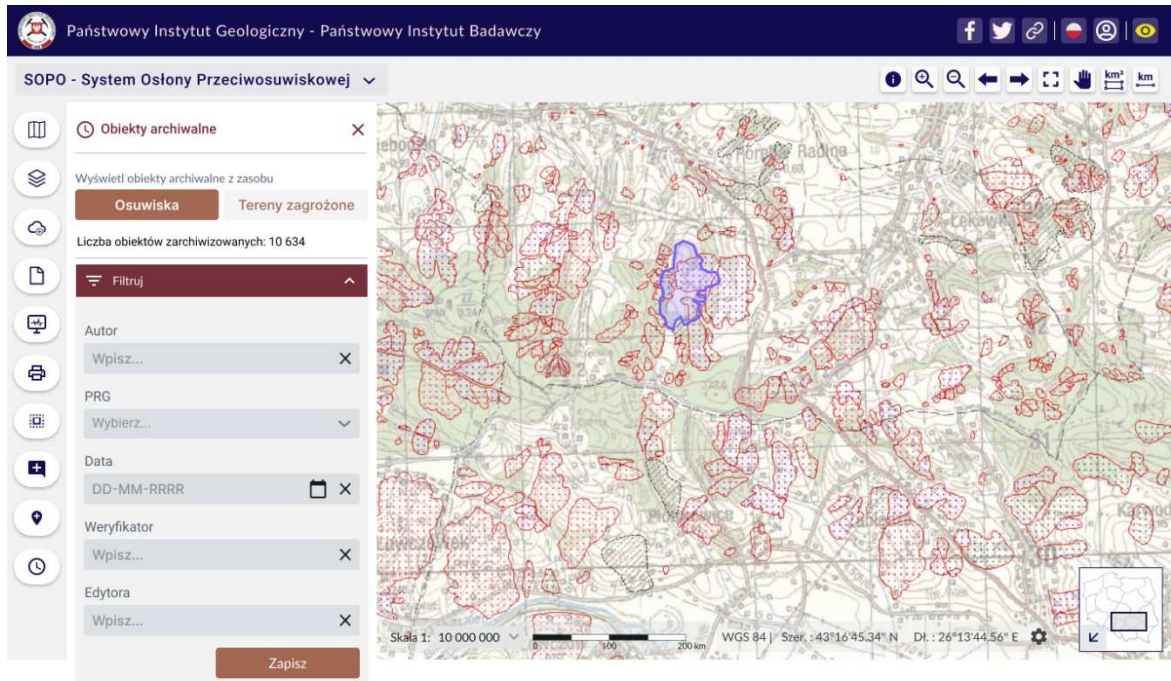 Państwowy Instytut Geologiczny - Państwowy Instytut Badawczy
SOPO - System Osłony Przeciwosuwiskowej
km²
km
Obiekty archiwalne
Wyświetl obiekty archiwalne z zasobu
Osuwiska
Tereny zagrożone
Liczba obiektów zarchiwizowanych: 10 634
Filtruj
Autor
Wpisz...
PRG
Wybierz...
Data
DD-MM-RRRR
Weryfikator
Wpisz...
Edytora
Wpisz...
Zapisz
Radlna
Skala 1: 10 000 000
0 100 200 km
WGS 84 | Szer. : 43°16'45.34" N Dł. : 26°13'44.56" E